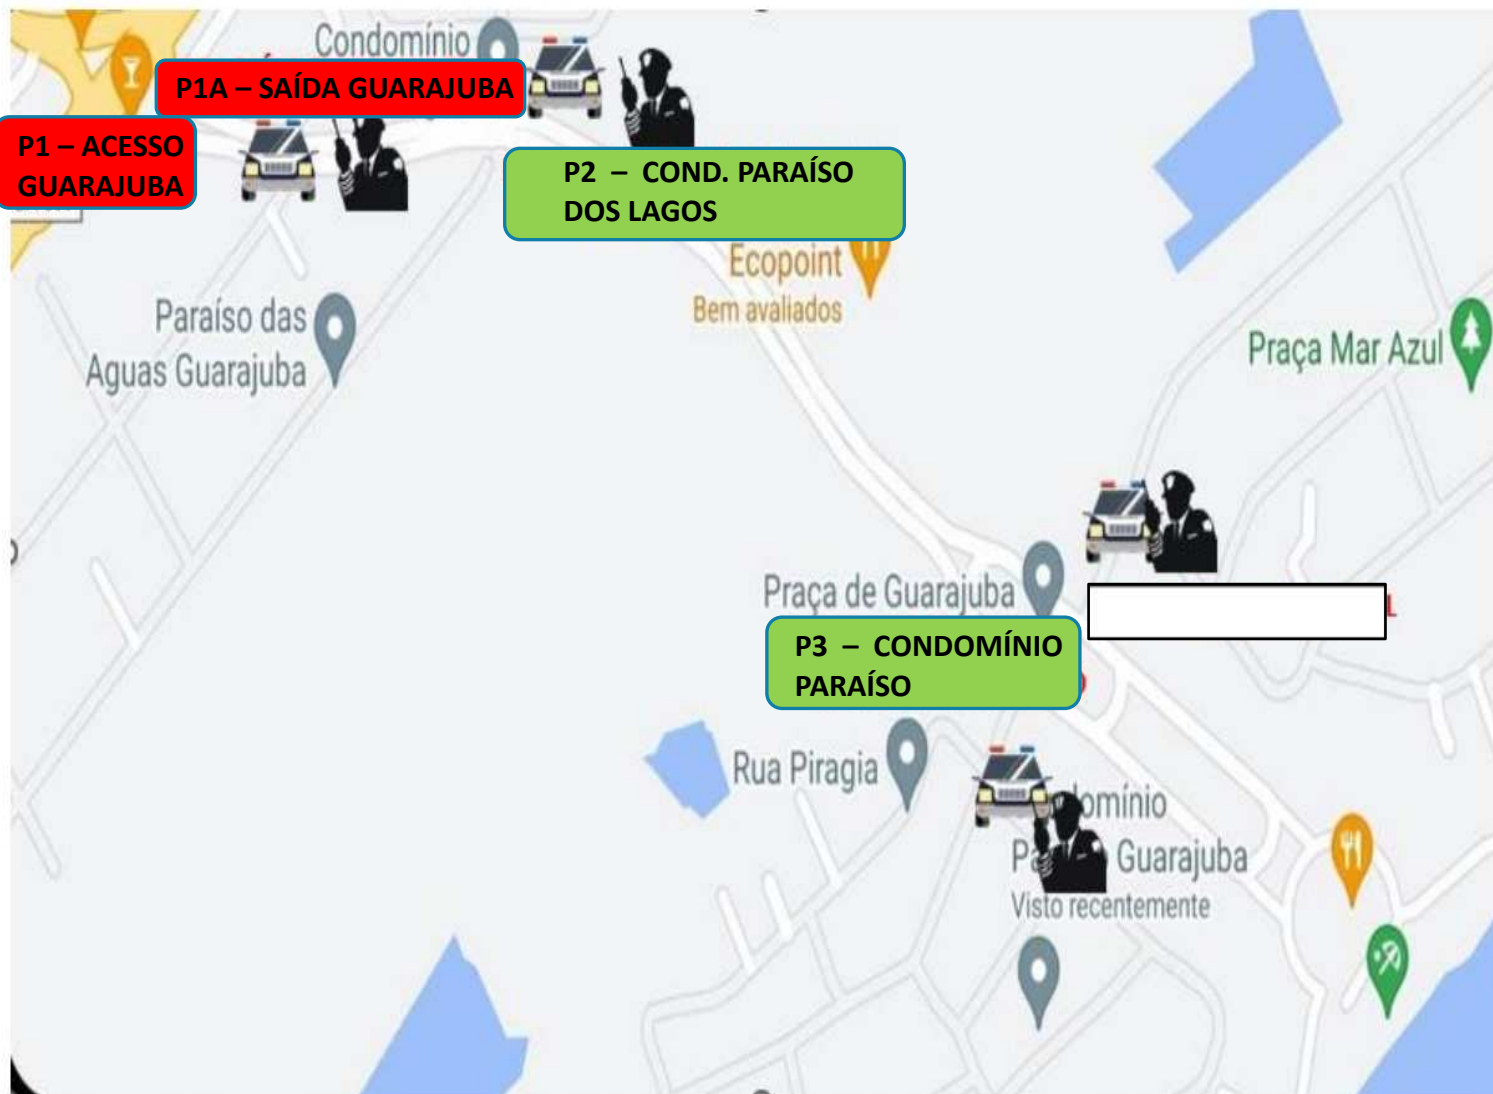 Condomínio
P1A – SAÍDA GUARAJUBA
P1 – ACESSO
GUARAJUBA
P2 – COND. PARAÍSO
DOS LAGOS
Ecopoint
Bem avaliados
Paraíso das
Aguas Guarajuba
Praça Mar Azul
Praça de Guarajuba
L
P3 – CONDOMÍNIO
PARAÍSO
Rua Piragia
domínio
Guarajuba
Visto recentemente